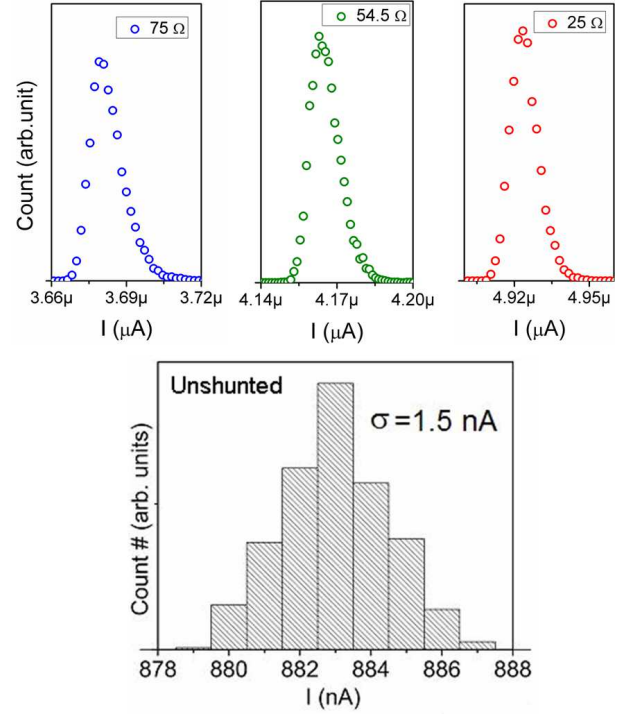 75 Ω
54.5 Ω
25 Ω
Count (arb.unit)
3.66µ 3.69µ 3.72µ
4.14µ 4.17µ 4.20µ
4.92µ 4.95µ
I (µA)
I (µA)
I (µA)
Unshunted
σ=1.5 nA
Count # (arb. units)
878 880 882 884 886 888
I (nA)